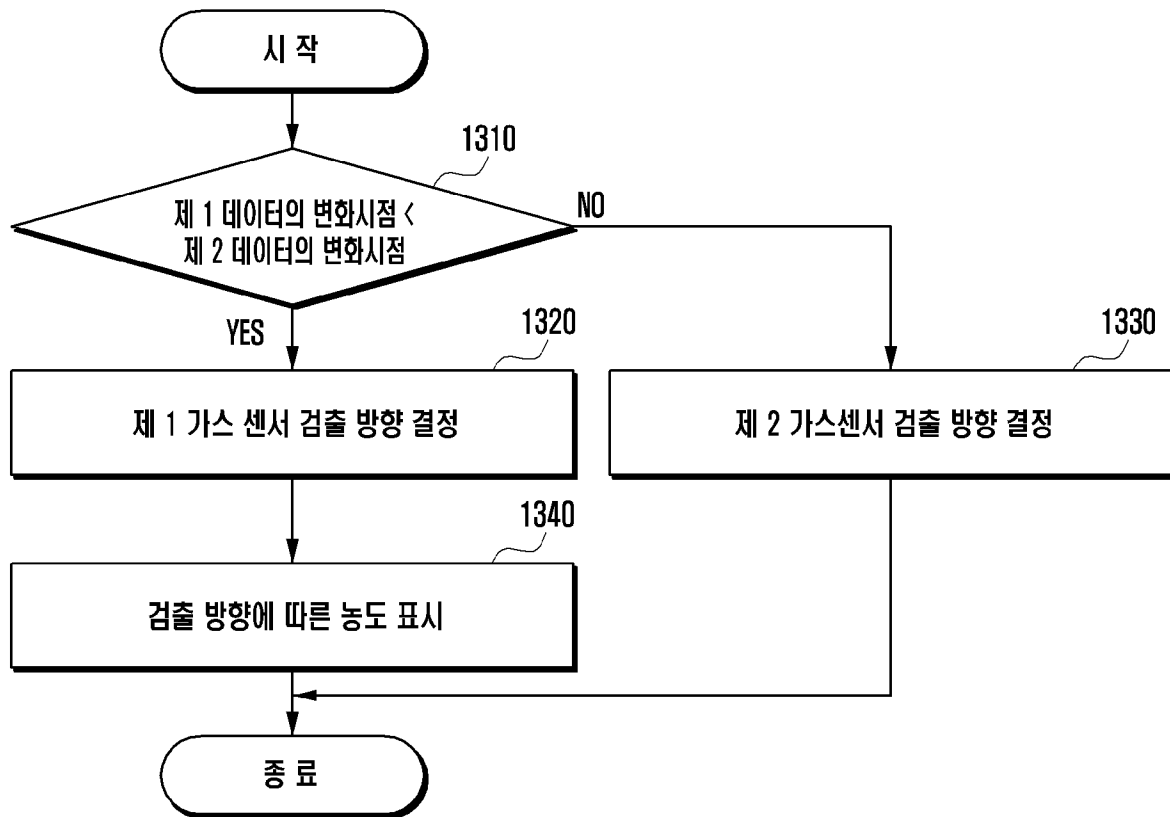 시 작
1310
제 1 데이터의 변화시점 <
제 2 데이터의 변화시점
NO
YES
1320
제 1 가스 센서 검출 방향 결정
1330
제 2 가스센서 검출 방향 결정
1340
검출 방향에 따른 농도 표시
종 료